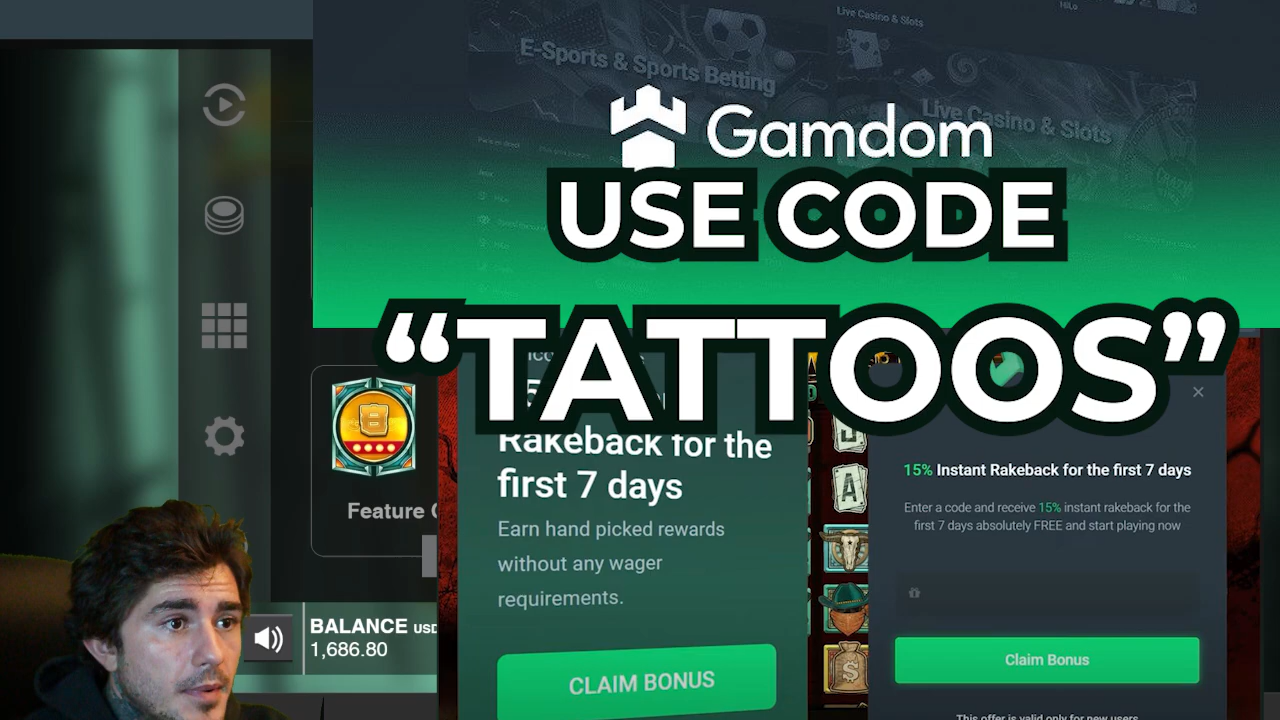 Live Casino & Slots
HiLo
E-Sports & Sports Betting
Live Casino & Slots
Gamdom
USE CODE
“TATTOOS”
Rakeback for the
first 7 days
Earn hand picked rewards
without any wager
requirements.
CLAIM BONUS
J
A
$
15% Instant Rakeback for the first 7 days
Enter a code and receive 15% instant rakeback for the
first 7 days absolutely FREE and start playing now
Claim Bonus
This offer is valid only for new users
Feature
BALANCE USD
1,686.80